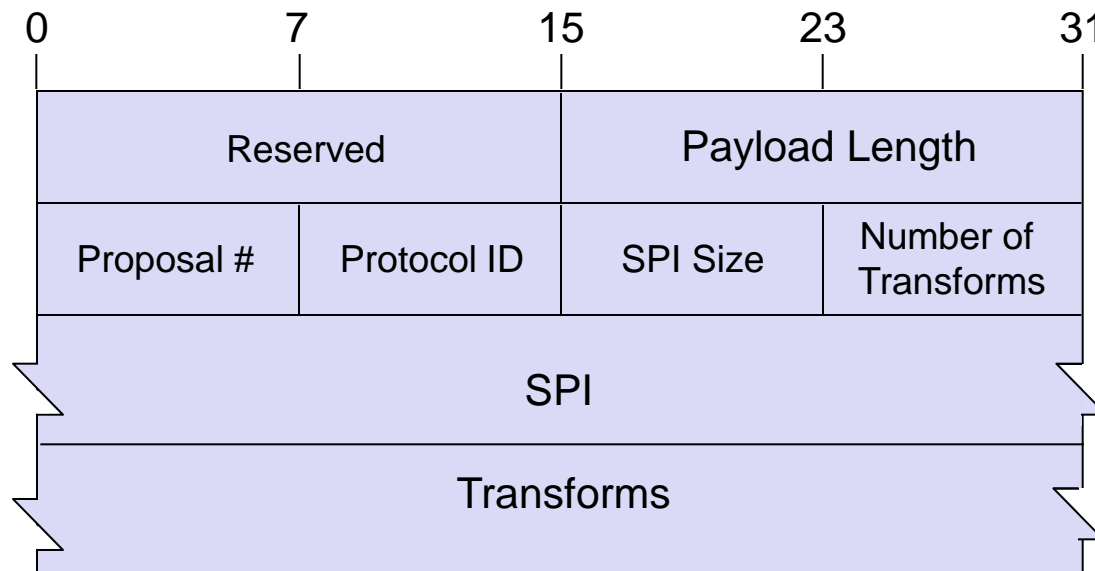 0 7 15 23 31
Reserved Payload Length
Proposal # Protocol ID SPI Size Number of
Transforms
SPI
Transforms